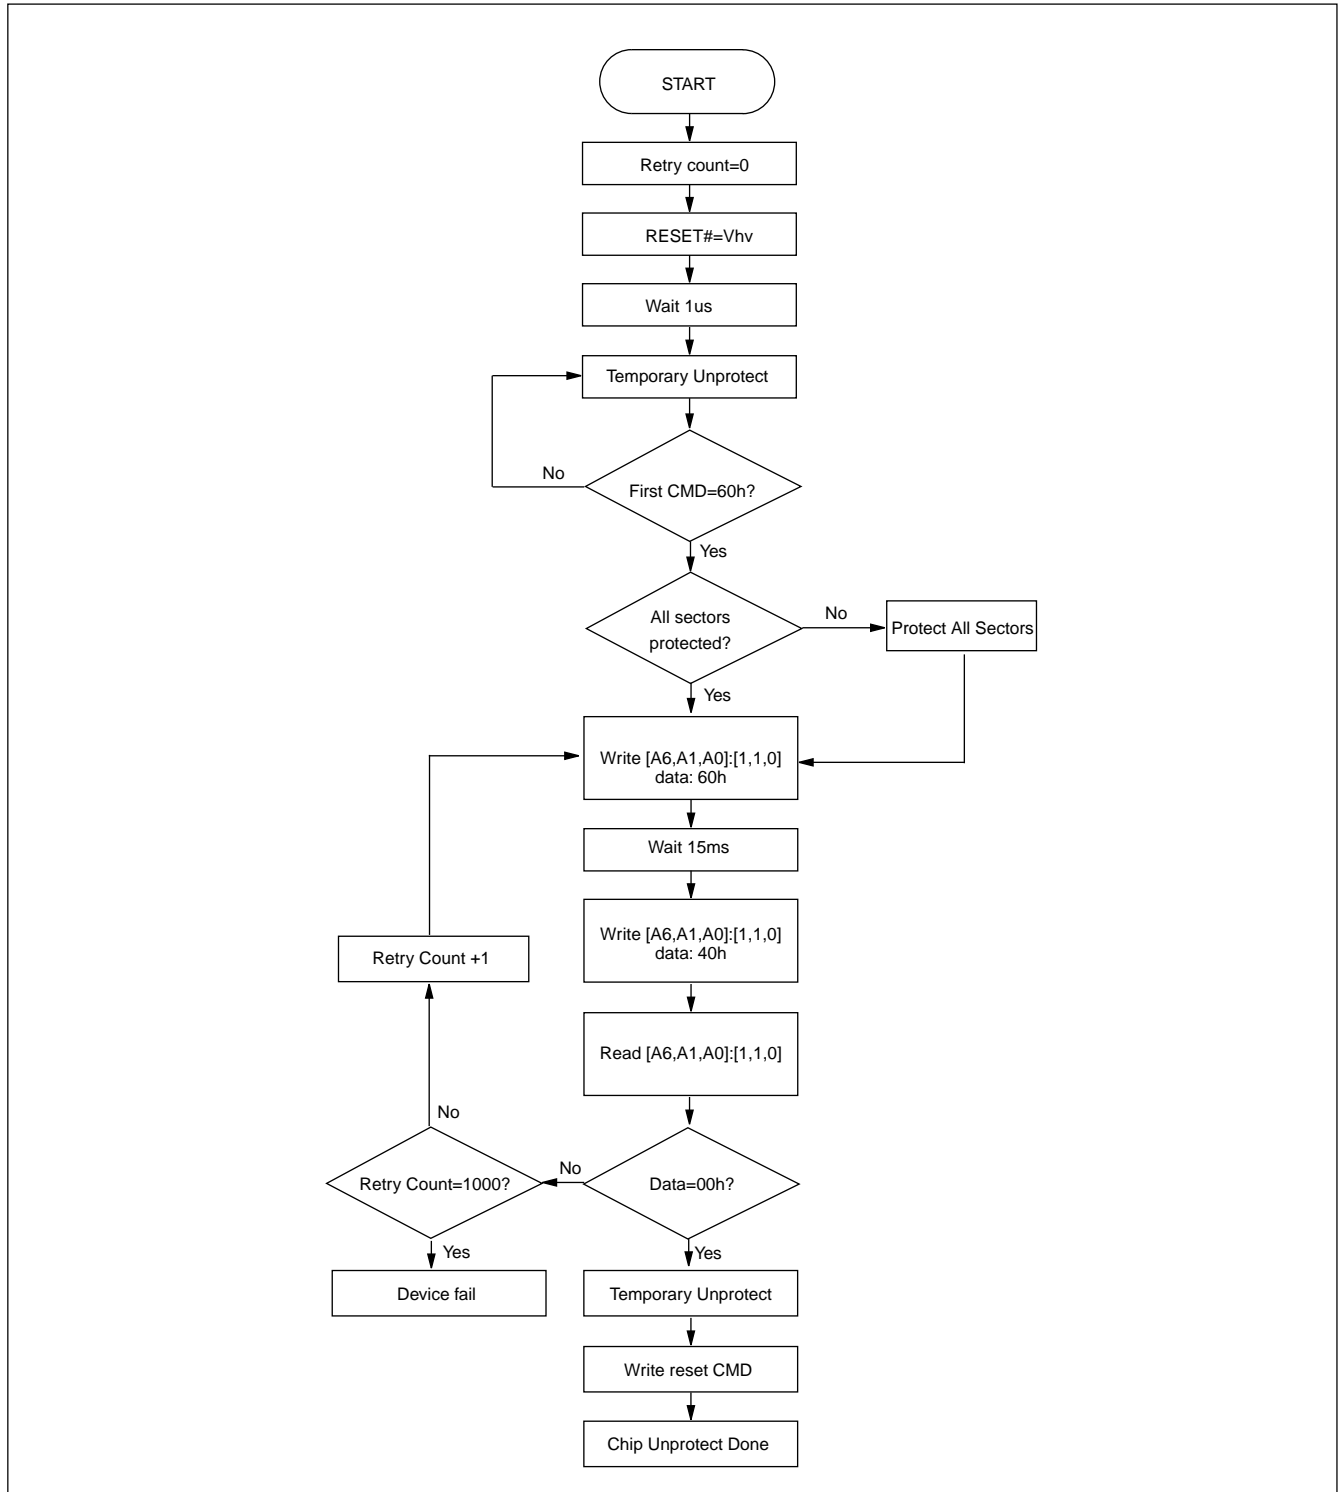 START
Retry count=0
RESET#=Vhv
Wait 1us
Temporary Unprotect
No
First CMD=60h?
Yes
All sectors
protected?
No
Protect All Sectors
Yes
Write [A6,A1,A0]:[1,1,0]
data: 60h
Wait 15ms
Write [A6,A1,A0]:[1,1,0]
data: 40h
Retry Count +1
Read [A6,A1,A0]:[1,1,0]
No
Retry Count=1000?
No
Data=00h?
Yes
Yes
Device fail
Temporary Unprotect
Write reset CMD
Chip Unprotect Done